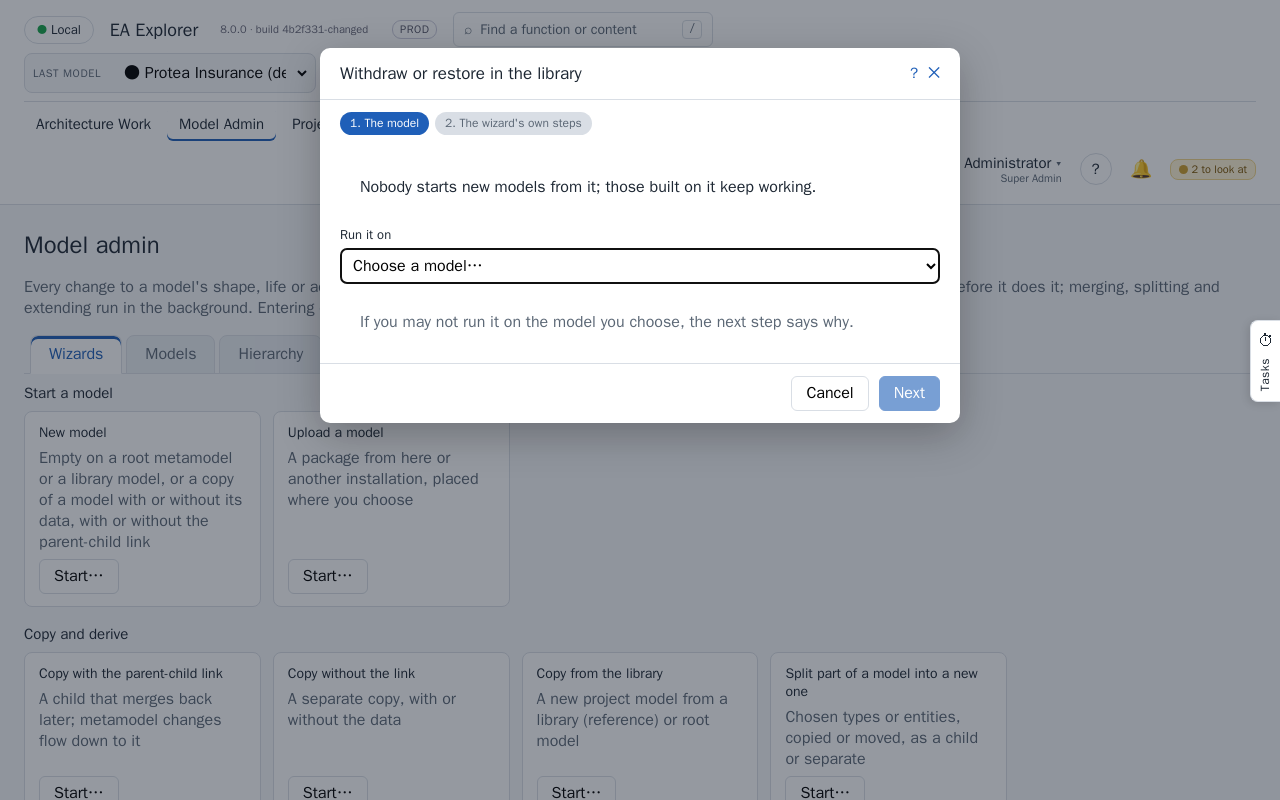 Local
EA Explorer
8.0.0 · build 4b2f331-changed
PROD
Find a function or content
/
LAST MODEL
Protea Insurance (de
Architecture Work
Model Admin
Administrator
Super Admin
?
2 to look at
Withdraw or restore in the library
?
1. The model
2. The wizard's own steps
Nobody starts new models from it; those built on it keep working.
Run it on
Choose a model…
If you may not run it on the model you choose, the next step says why.
Cancel
Next
Model admin
Every change to a model's shape, life or
efore it does it; merging, splitting and
extending run in the background. Entering
Wizards
Models
Hierarchy
Tasks
Start a model
New model
Empty on a root metamodel
or a library model, or a copy
of a model with or without its
data, with or without the
parent-child link
Start…
Upload a model
A package from here or
another installation, placed
where you choose
Start…
Copy and derive
Copy with the parent-child link
A child that merges back
later; metamodel changes
flow down to it
Start…
Copy without the link
A separate copy, with or
without the data
Start…
Copy from the library
A new project model from a
library (reference) or root
model
Start…
Split part of a model into a new
one
Chosen types or entities,
copied or moved, as a child
or separate
Start…